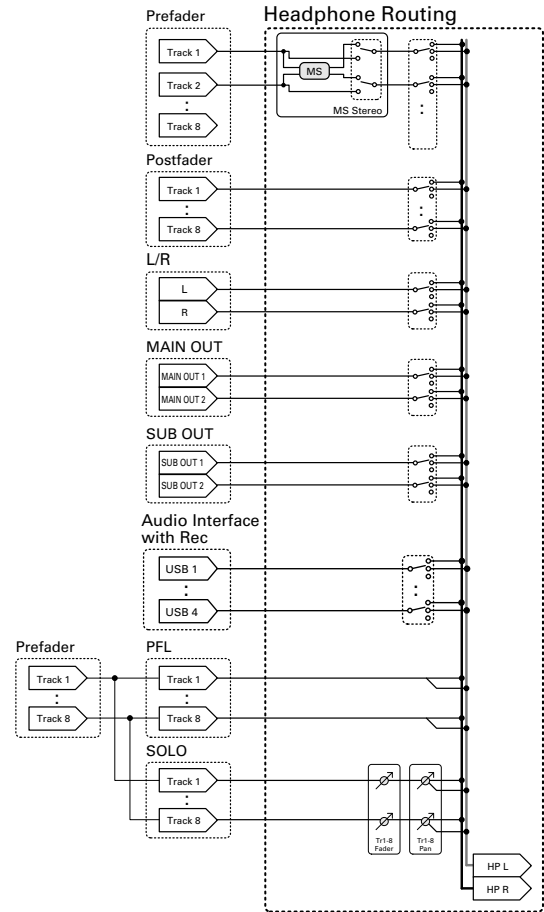 Headphone Routing
Prefader
Track 1
Track 2
:
Track 8
MS
MS Stereo
:
Postfader
Track 1
:
Track 8
:
L/R
L
R
MAIN OUT
MAIN OUT 1
MAIN OUT 2
SUB OUT
SUB OUT 1
SUB OUT 2
Audio Interface
with Rec
USB 1
:
USB 4
:
Prefader
Track 1
:
Track 8
PFL
Track 1
:
Track 8
SOLO
Track 1
:
Track 8
Tr1-8
Fader
Tr1-8
Pan
HP L
HP R